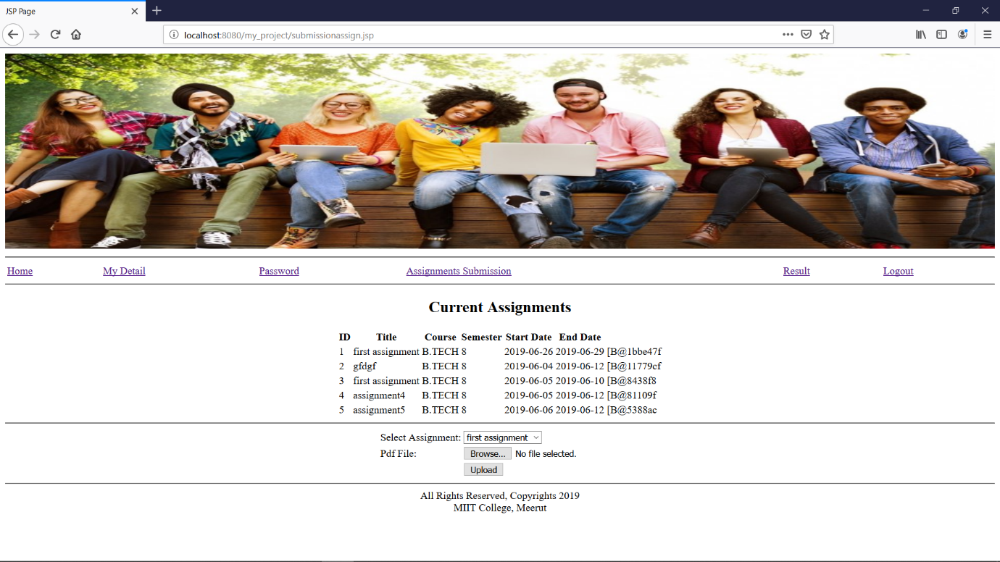 JSP Page
localhost:8080/my_project/submissionassign.jsp
Home My Detail Password Assignments Submission Result Logout
Current Assignments
ID Title Course Semester Start Date End Date
1 first assignment B.TECH 8 2019-06-26 2019-06-29 [B@1bbe47f
2 gfdgf B.TECH 8 2019-06-04 2019-06-12 [B@11779cf
3 first assignment B.TECH 8 2019-06-05 2019-06-10 [B@8438f8
4 assignment4 B.TECH 8 2019-06-05 2019-06-12 [B@81109f
5 assignment5 B.TECH 8 2019-06-06 2019-06-12 [B@5388ac
Select Assignment: first assignment
Pdf File: Browse... No file selected.
Upload
All Rights Reserved, Copyrights 2019
MIIT College, Meerut